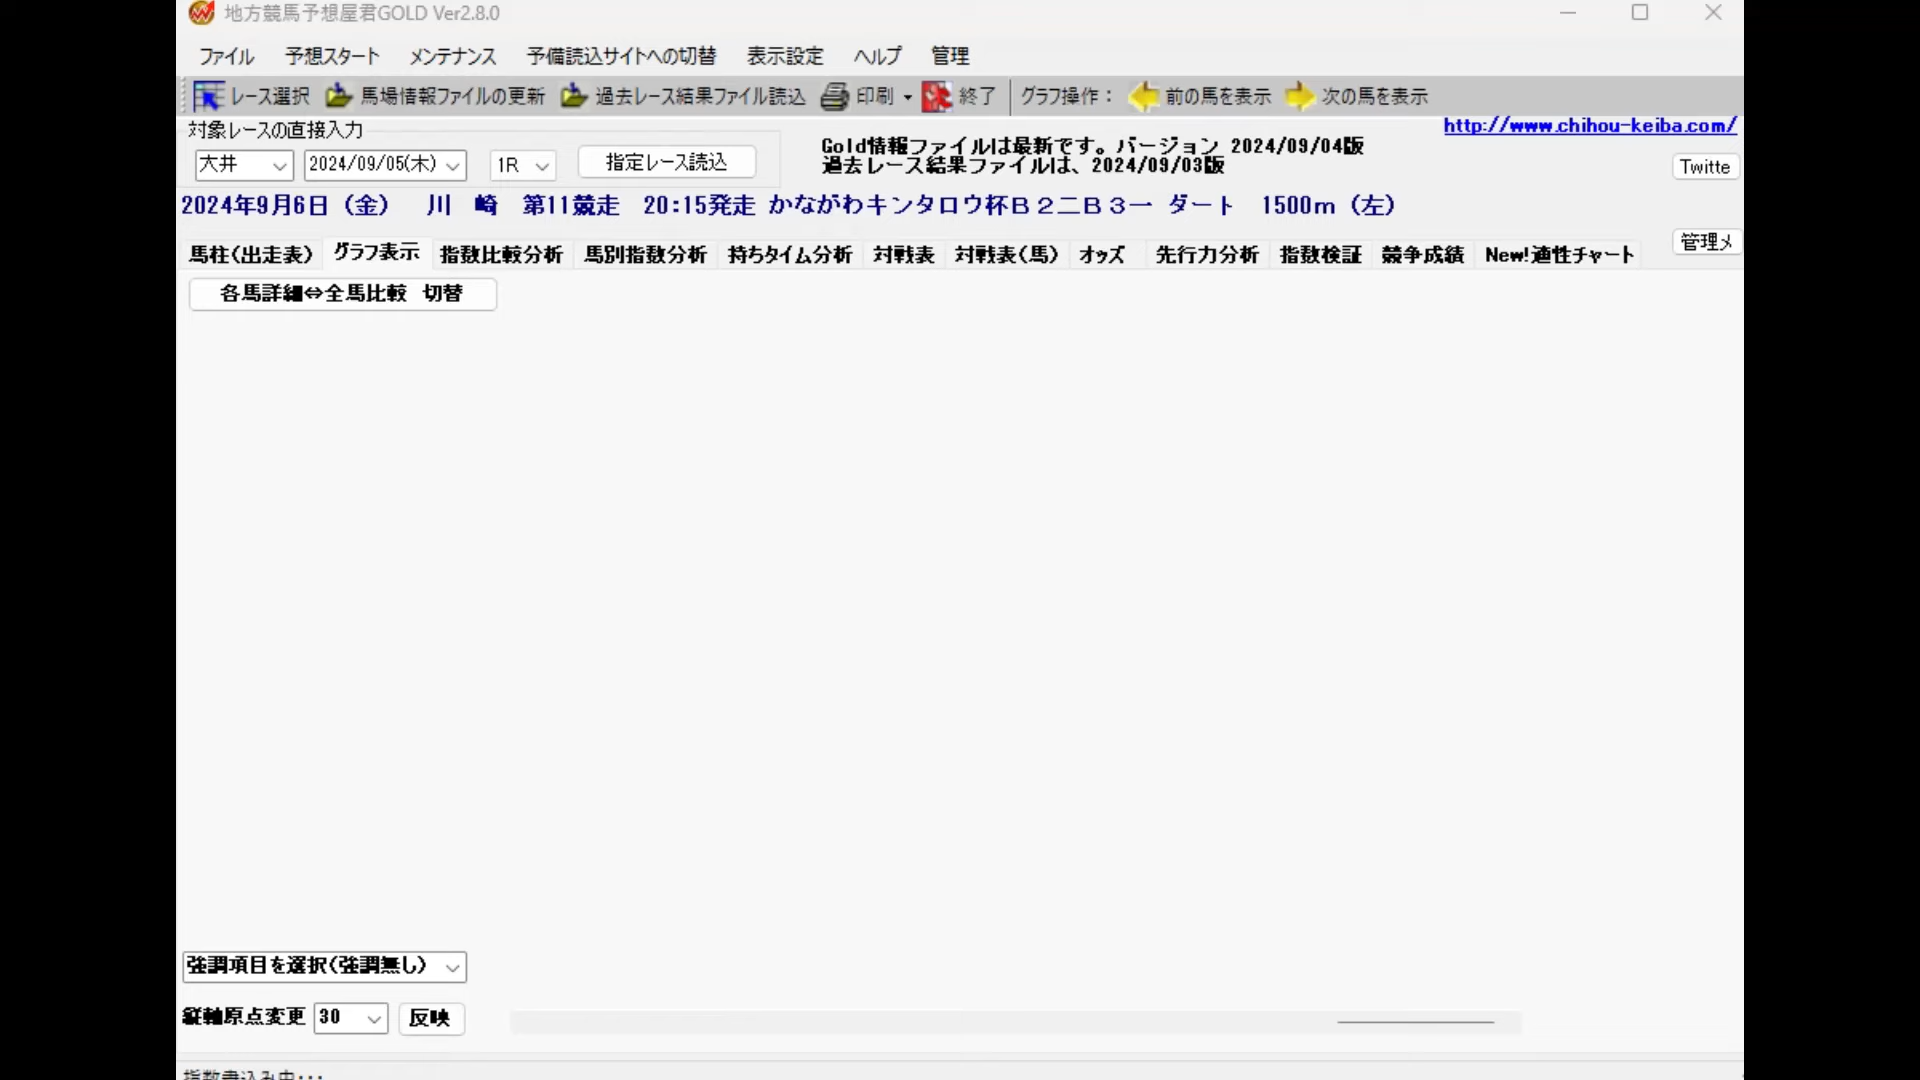 地方競馬予想屋君GOLD Ver2.8.0
ファイル 予想スタート メンテナンス 予備読込サイトへの切替 表示設定 ヘルプ 管理
レース選択 馬場情報ファイルの更新 過去レース結果ファイル読込 印刷 終了 グラフ操作： 前の馬を表示 次の馬を表示
対象レースの直接入力
http://www.chihou-keiba.com/
大井 2024/09/05(木) 1R 指定レース読込
Gold情報ファイルは最新です。バージョン 2024/09/04版
過去レース結果ファイルは、2024/09/03版
Twitte
2024年9月6日（金） 川 崎 第11競走 20:15発走 かながわキンタロウ杯Ｂ２二Ｂ３一 ダート 1500m（左）
管理メ
馬柱(出走表) グラフ表示 指数比較分析 馬別指数分析 持ちタイム分析 対戦表 対戦表(馬) オッズ 先行力分析 指数検証 競争成績 New!適性チャート
各馬詳細⇔全馬比較 切替
強調項目を選択(強調無し)
縦軸原点変更 30 反映
指数書込み中・・・